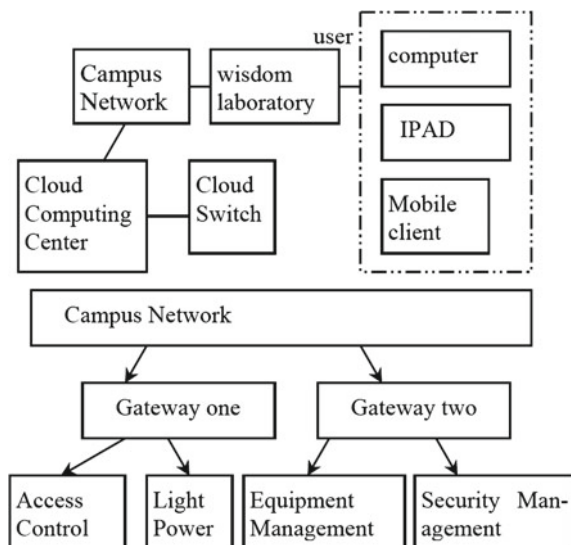 user
computer
Campus
Network
wisdom
laboratory
IPAD
Cloud
Computing
Center
Cloud
Switch
Mobile
client
Campus Network
Gateway one
Gateway two
Access
Control
Light
Power
Equipment
Management
Security Man-
agement